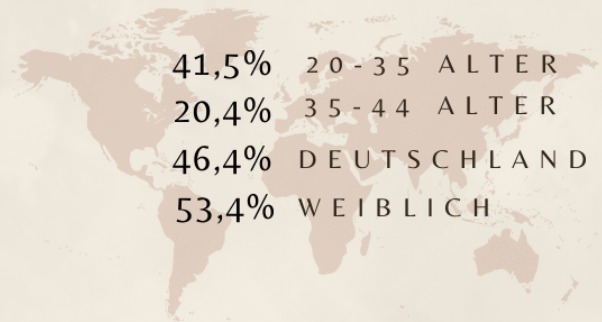 41,5% 20-35 ALTER
20,4% 35-44 ALTER
46,4% DEUTSCHLAND
53,4% WEIBLICH